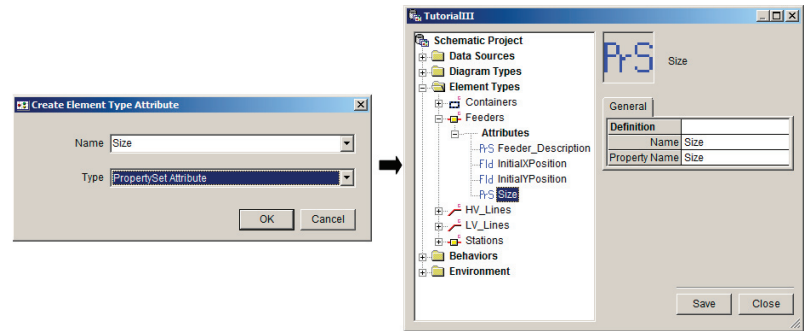 Create Element Type Attribute
Name Size
Type PropertySet Attribute
OK Cancel
TutorialIII
Schematic Project
Data Sources
Diagram Types
Element Types
Containers
Feeders
Attributes
PrS Feeder_Description
Fld InitialXPosition
Fld InitialYPosition
PrS Size
HV_Lines
LV_Lines
Stations
Behaviors
Environment
PrS Size
General
Definition
Name Size
Property Name Size
Save Close